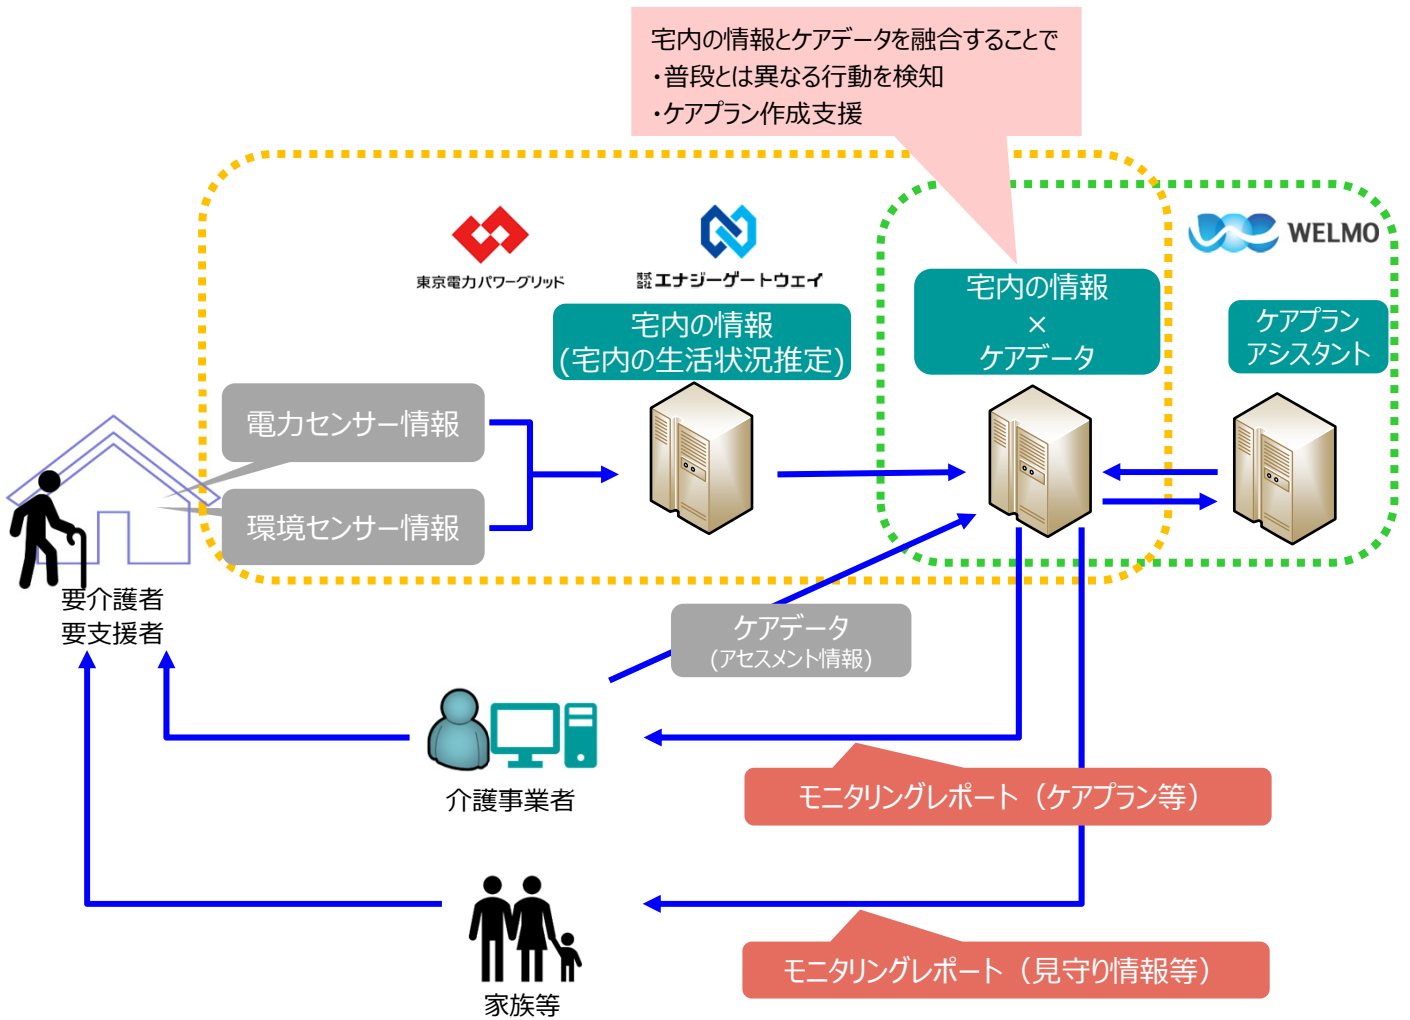 宅内の情報とケアデータを融合することで
・普段とは異なる行動を検知
・ケアプラン作成支援
東京電力パワーグリッド
株式会社エナジーゲートウェイ
WELMO
宅内の情報
(宅内の生活状況推定)
宅内の情報
×
ケアデータ
ケアプラン
アシスタント
電力センサー情報
環境センサー情報
要介護者
要支援者
ケアデータ
(アセスメント情報)
介護事業者
モニタリングレポート（ケアプラン等）
家族等
モニタリングレポート（見守り情報等）